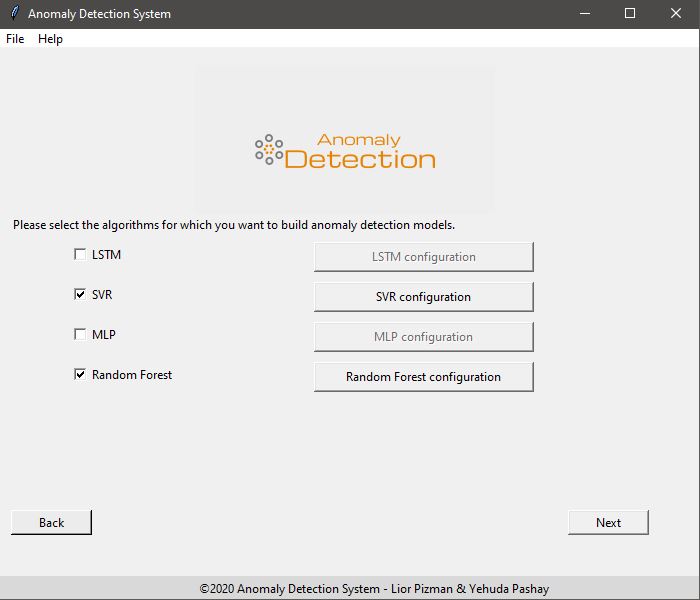 Anomaly Detection System
File Help
Anomaly
Detection
Please select the algorithms for which you want to build anomaly detection models.
LSTM LSTM configuration
SVR SVR configuration
MLP MLP configuration
Random Forest Random Forest configuration
Back Next
©2020 Anomaly Detection System - Lior Pizman & Yehuda Pashay